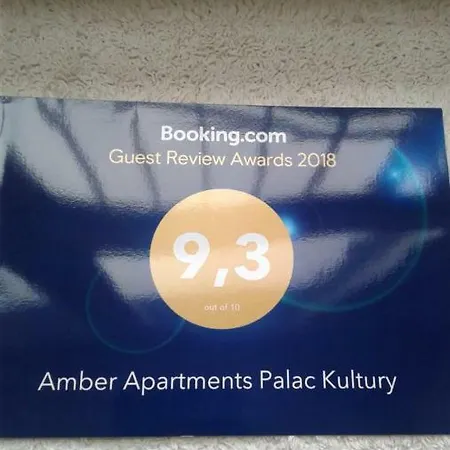 Booking.com
Guest Review Awards 2018
9,3
out of 10
Amber Apartments Palac Kultury